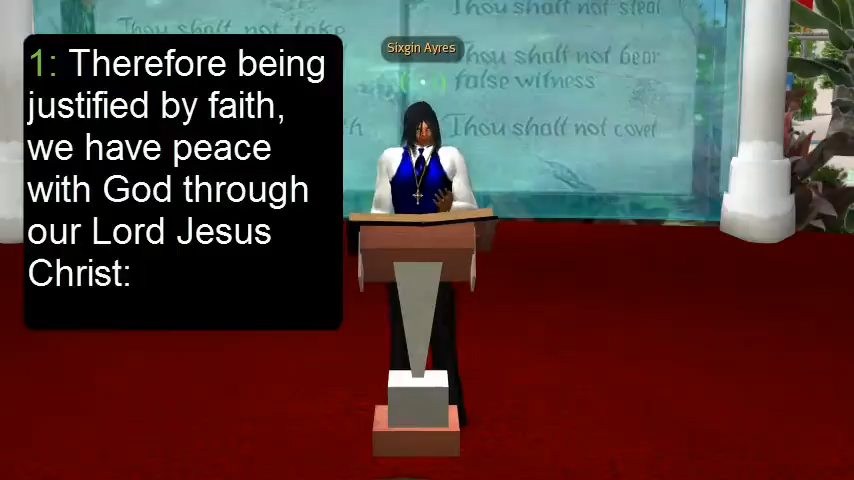 Thou shalt not steal
Thou shalt not take
Sixgin Ayres
Thou shalt not bear
false witness
Thou shalt not covet
1: Therefore being
justified by faith,
we have peace
with God through
our Lord Jesus
Christ: